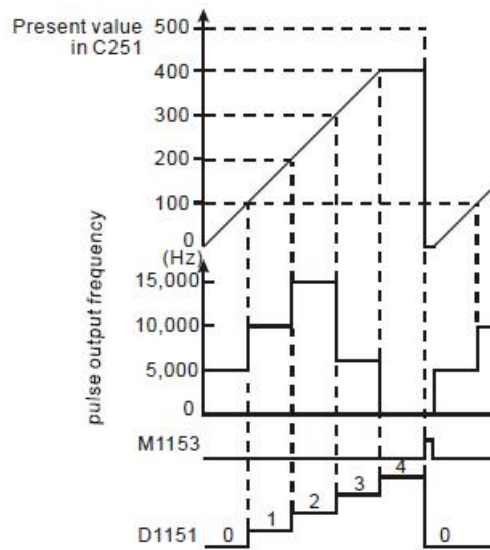 Present value
in C251
500
400
300
200
100
0
(Hz)
pulse output frequency
15,000
10,000
5,000
0
M1153
D1151
0
1
2
3
4
0